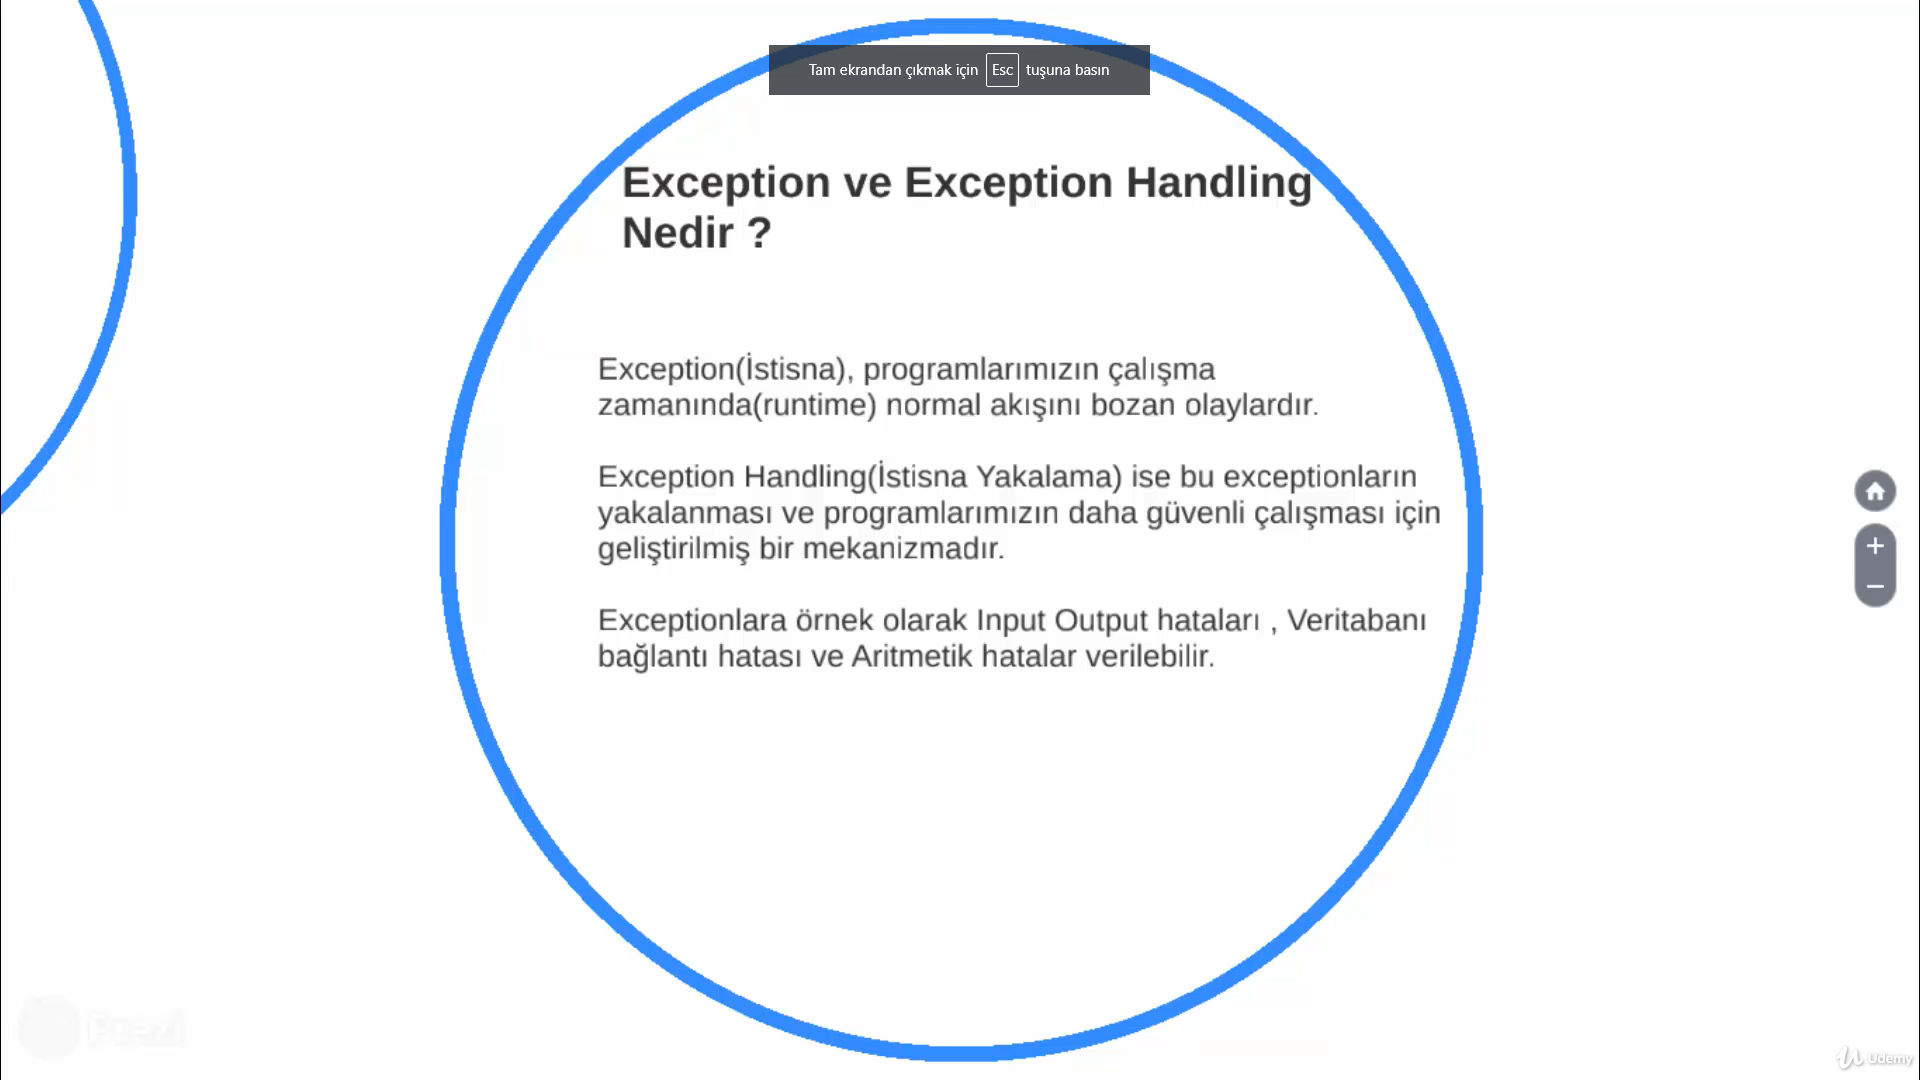 Tam ekrandan çıkmak için Esc tuşuna basın
Exception ve Exception Handling
Nedir ?
Exception(İstisna), programlarımızın çalışma
zamanında(runtime) normal akışını bozan olaylardır.
Exception Handling(İstisna Yakalama) ise bu exceptionların
yakalanması ve programlarımızın daha güvenli çalışması için
geliştirilmiş bir mekanizmadır.
Exceptionlara örnek olarak Input Output hataları , Veritabanı
bağlantı hatası ve Aritmetik hatalar verilebilir.
Prezi
Udemy